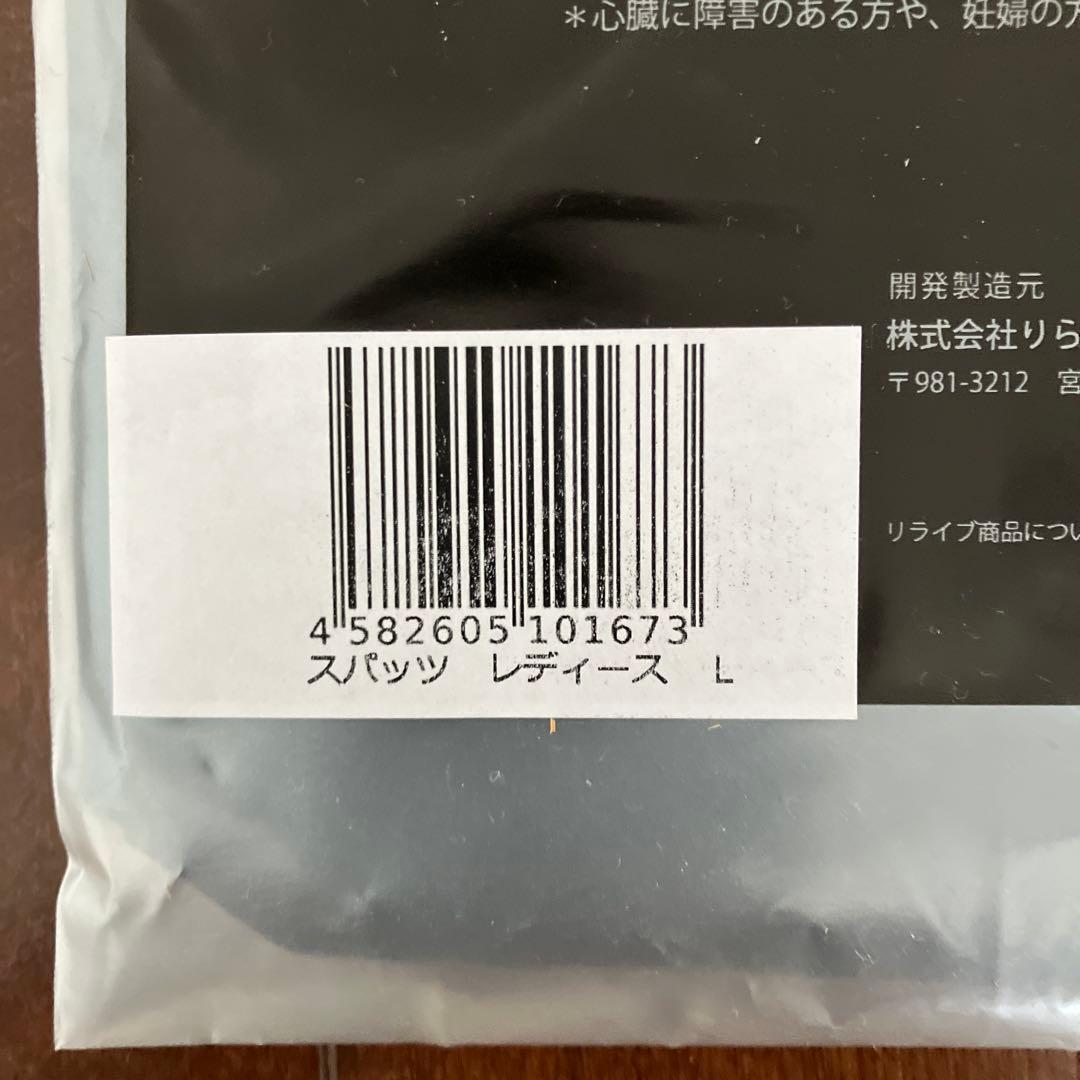 ＊心臓に障害のある方や、妊婦の方
開発製造元
株式会社りら
〒981-3212 宮
リライブ商品につい
4 582605 101673
スパッツ レディース L